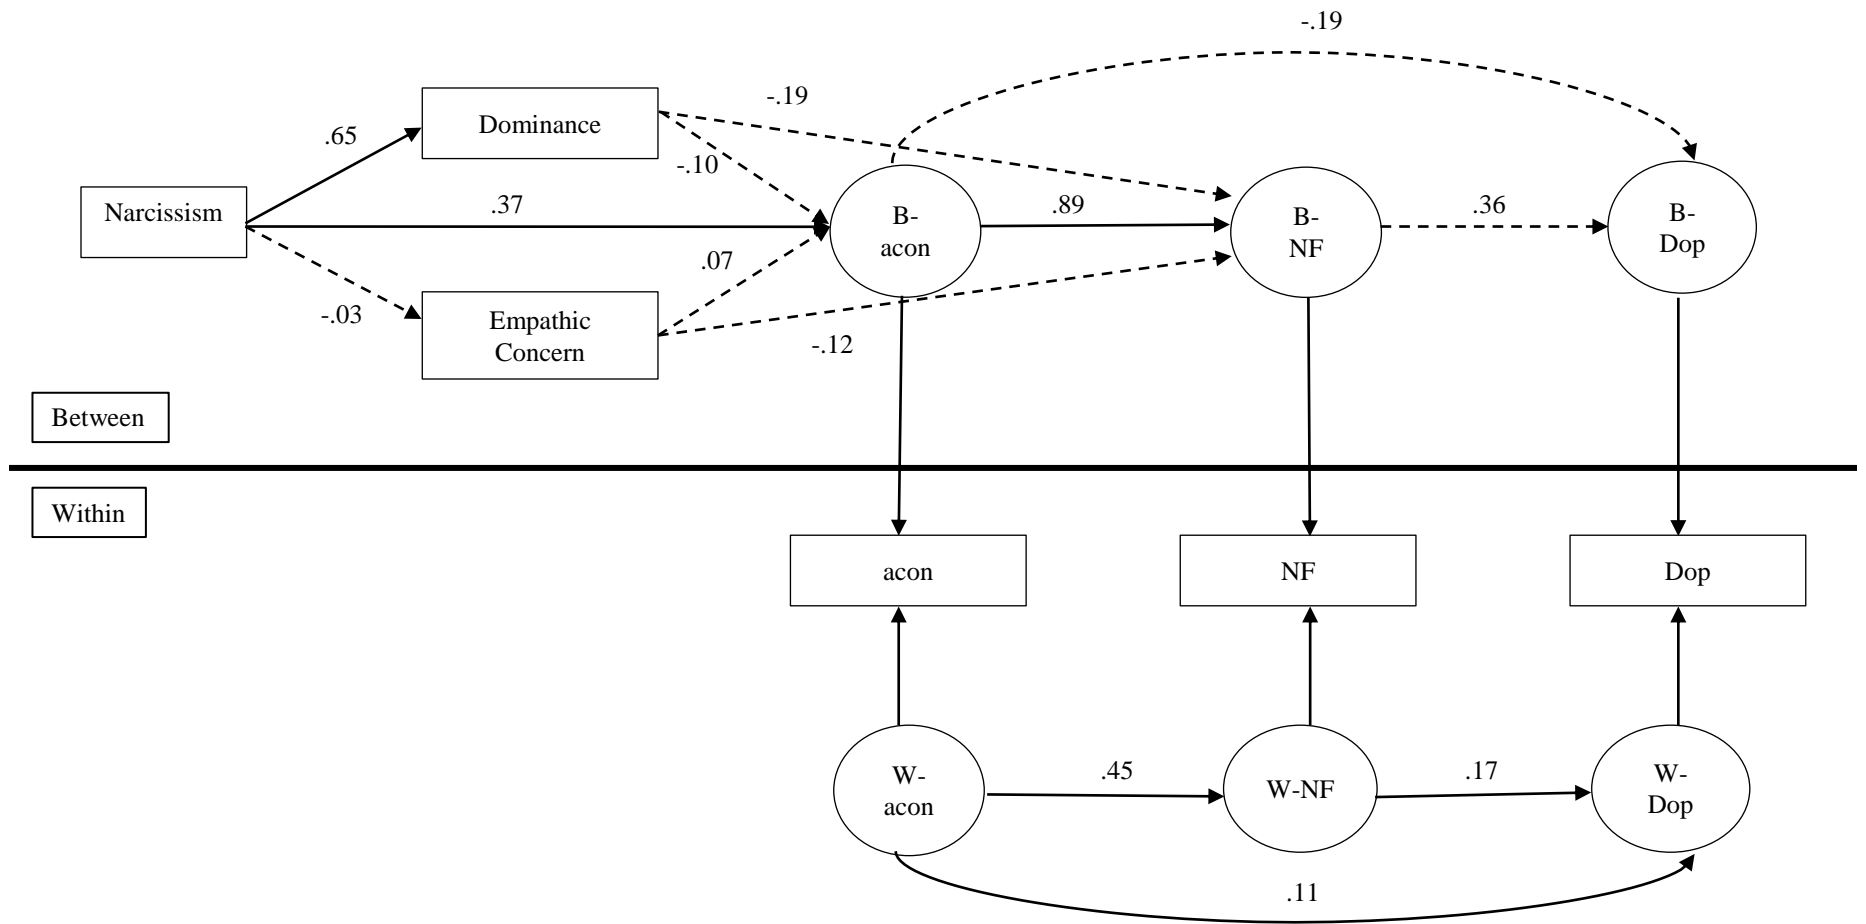 -.19
-.19
Dominance
.65
-.10
Narcissism
.37
B-
acon
.89
B-
NF
.36
B-
Dop
.07
-.03
Empathic
Concern
-.12
Between
Within
acon
NF
Dop
W-
acon
.45
W-NF
.17
W-
Dop
.11